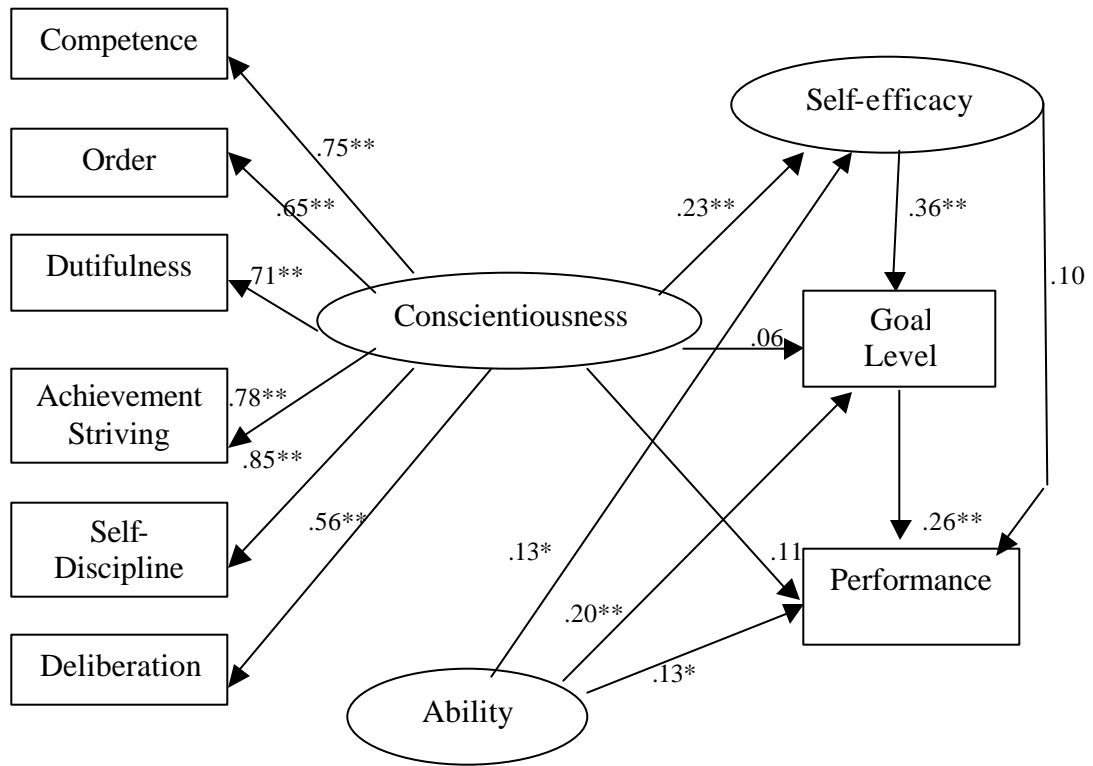 Competence
Self-efficacy
.75**
Order
.65**
.23**
.36**
Dutifulness
.71**
.10
Conscientiousness
Goal
Level
.06
Achievement
Striving
.78**
.85**
Self-
Discipline
.56**
.13*
.11
.26**
Performance
.20**
Deliberation
.13*
Ability